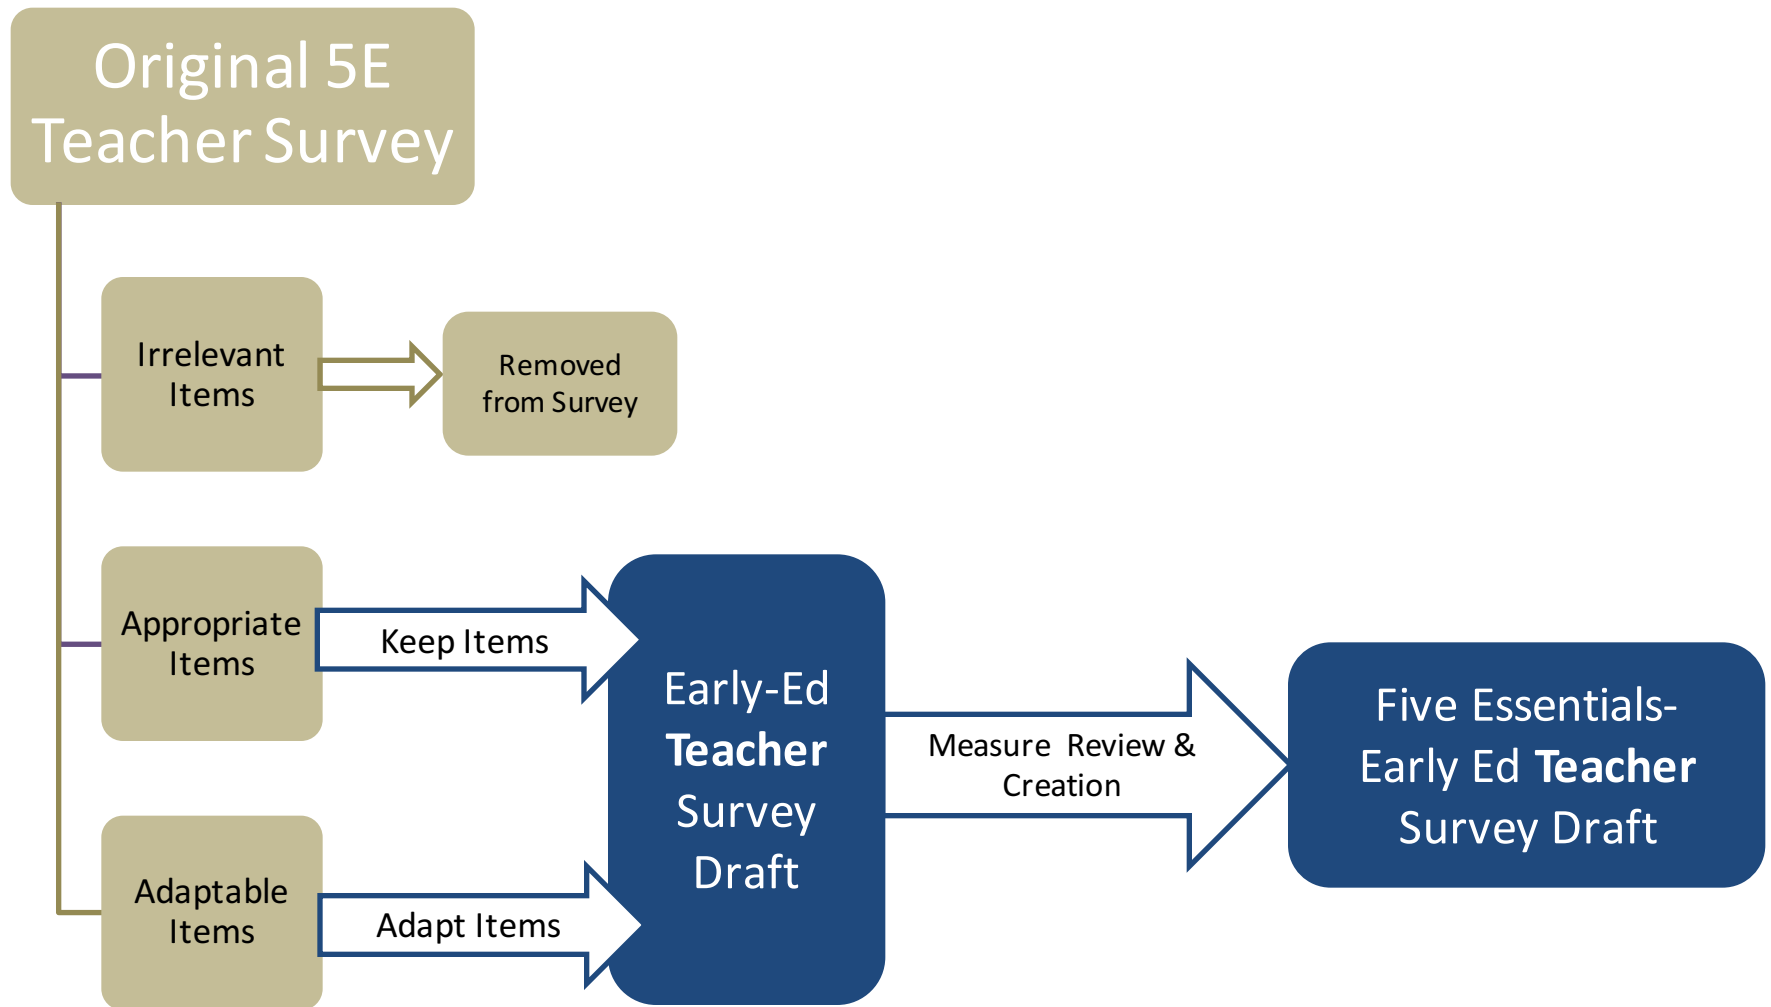 Original 5E
Teacher Survey
Irrelevant
Items
Removed
from Survey
Appropriate
Items
Keep Items
Adaptable
Items
Adapt Items
Early-Ed
Teacher
Survey
Draft
Measure  Review &
Creation
Five Essentials-
Early Ed Teacher
Survey Draft